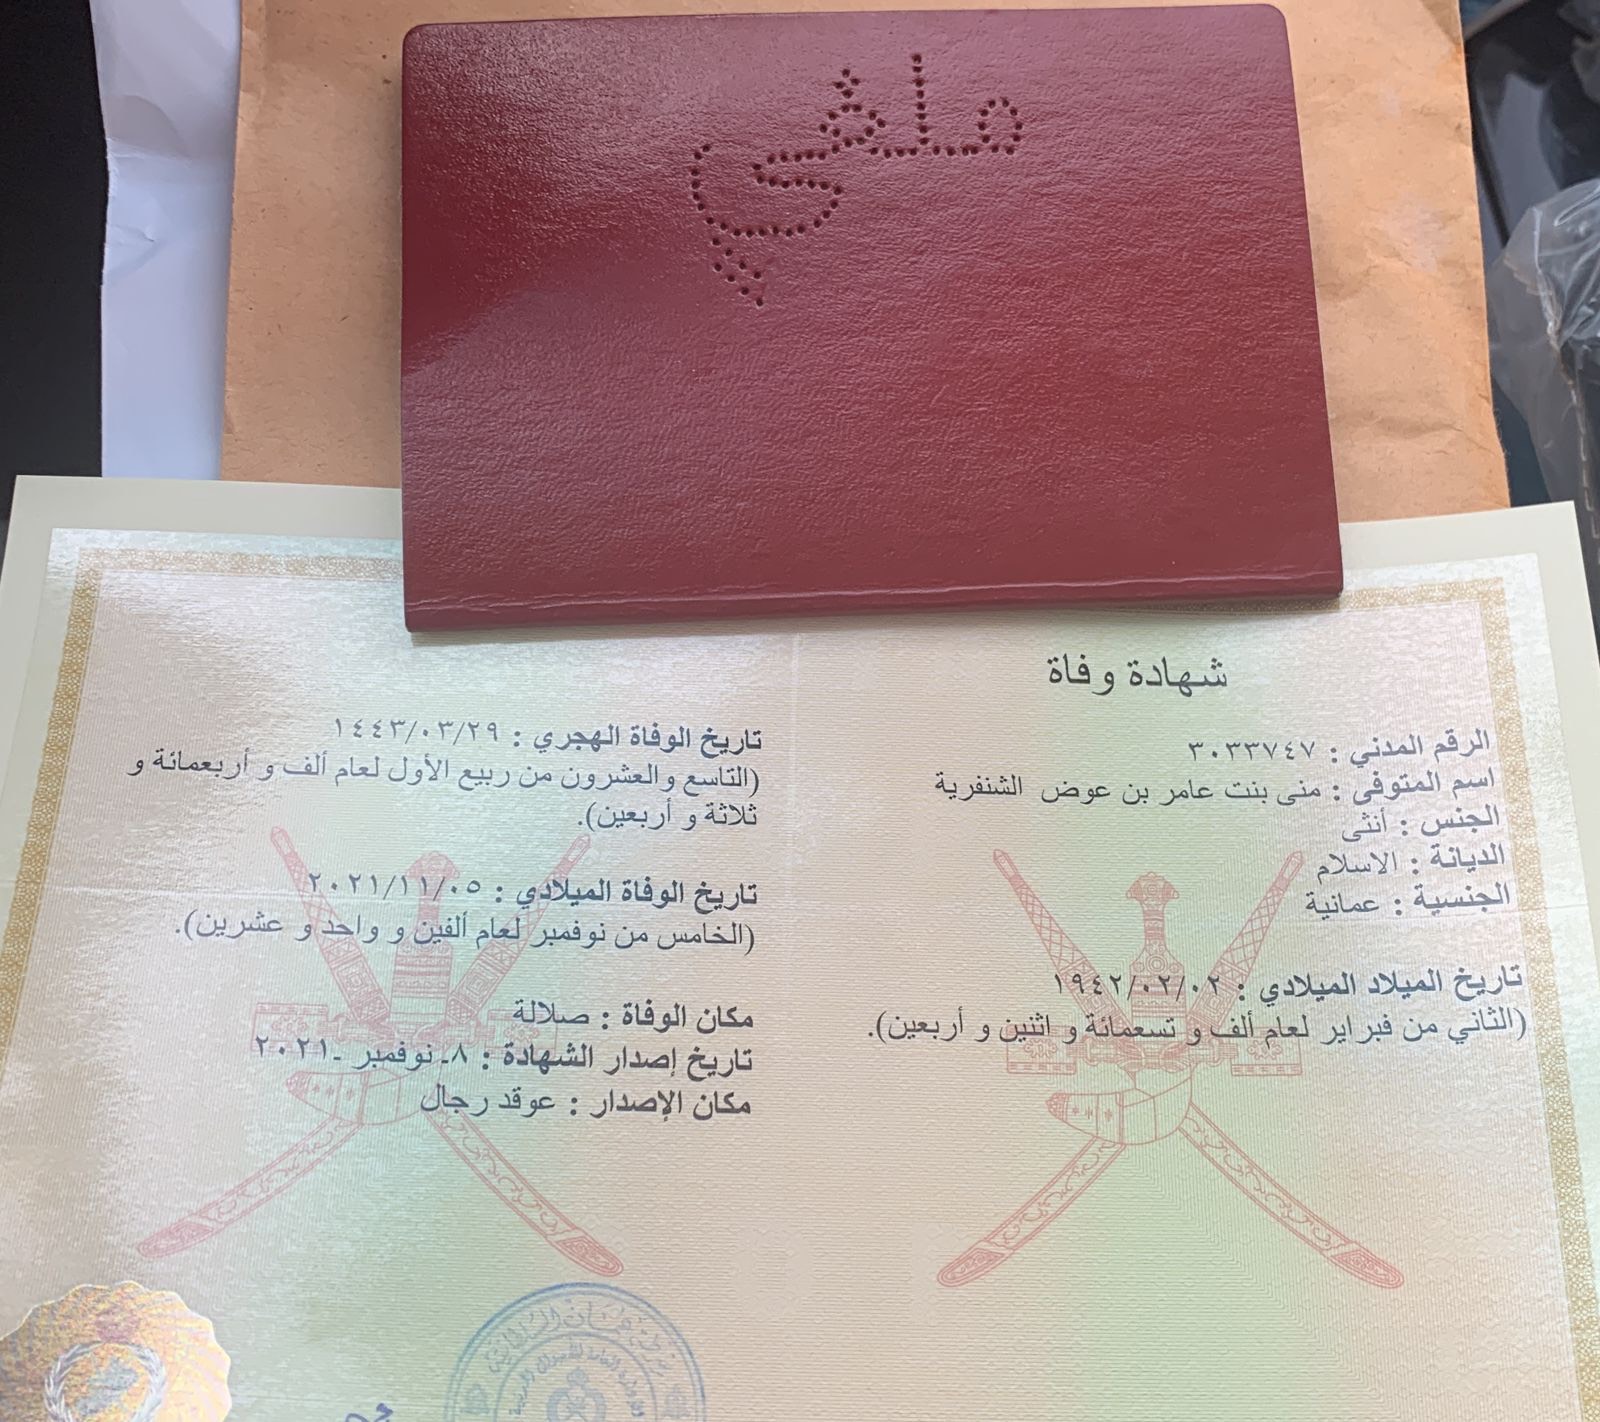 ملغي
شهادة وفاة
الرقم المدني : ٣٠٣٣٧٤٧
اسم المتوفى : منى بنت عامر بن عوض الشنفرية
الجنس : أنثى
الديانة : الاسلام
الجنسية : عمانية
تاريخ الميلاد الميلادي : ١٩٤٢/٠٢/٠٢
(الثاني من فبراير لعام ألف و تسعمائة و اثنين و أربعين).
تاريخ الوفاة الهجري : ١٤٤٣/٠٣/٢٩
(التاسع والعشرون من ربيع الأول لعام ألف و أربعمائة و
ثلاثة و أربعين).
تاريخ الوفاة الميلادي : ٢٠٢١/١١/٠٥
(الخامس من نوفمبر لعام ألفين و واحد و عشرين).
مكان الوفاة : صلالة
تاريخ إصدار الشهادة : ٨- نوفمبر -٢٠٢١
مكان الإصدار : عوقد رجال
شرطة عمان السلطانية